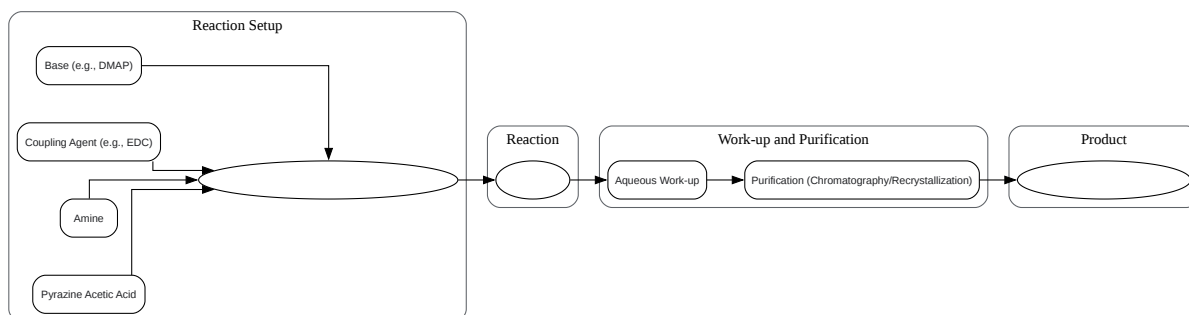 Reaction Setup
Base (e.g., DMAP)
Coupling Agent (e.g., EDC)
Amine
Pyrazine Acetic Acid
Reaction
Work-up and Purification
Aqueous Work-up
Purification (Chromatography/Recrystallization)
Product